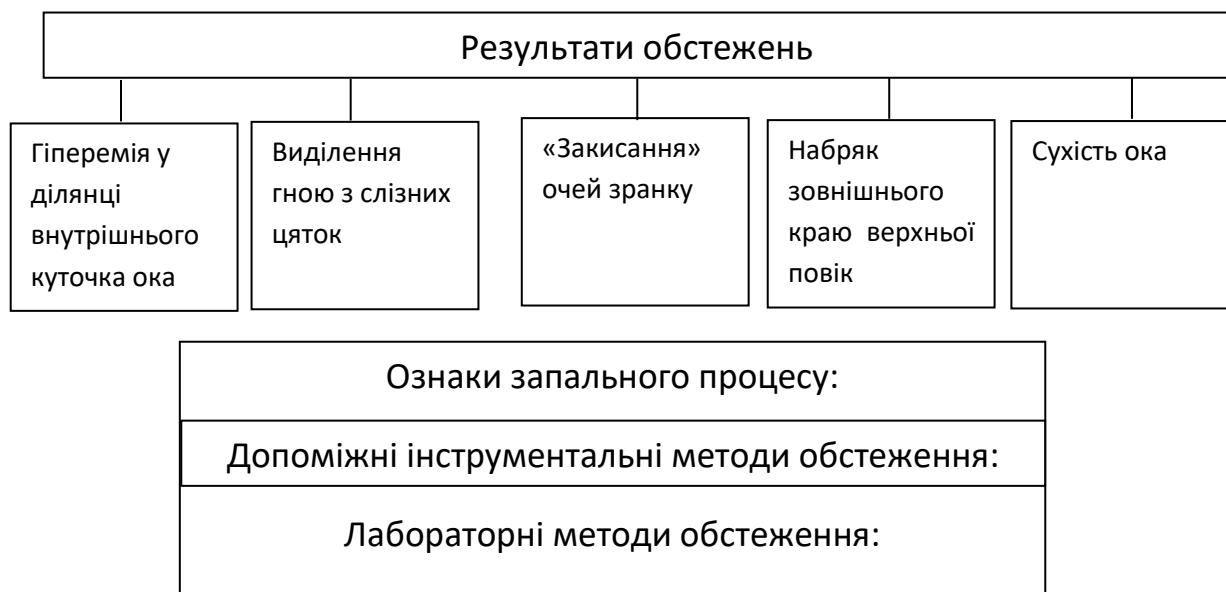 Результати обстежень
Гіперемія у
ділянці
внутрішнього
куточка ока
Виділення
гною з слізних
цяток
«Закисання»
очей зранку
Набряк
зовнішнього
краю верхньої
повік
Сухість ока
Ознаки запального процесу:
Допоміжні інструментальні методи обстеження:
Лабораторні методи обстеження: